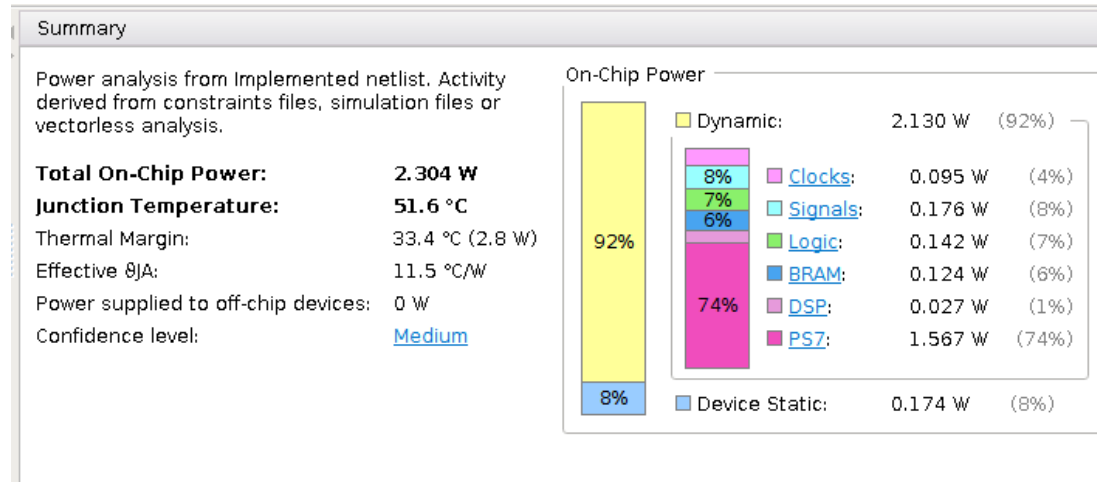 Summary
Power analysis from Implemented netlist. Activity
derived from constraints files, simulation files or
vectorless analysis.
Total On-Chip Power: 2.304 W
Junction Temperature: 51.6 °C
Thermal Margin: 33.4 °C (2.8 W)
Effective ϑJA: 11.5 °C/W
Power supplied to off-chip devices: 0 W
Confidence level: Medium
On-Chip Power
92%
8%
Dynamic: 2.130 W (92%)
8%
7%
6%
74%
Clocks: 0.095 W (4%)
Signals: 0.176 W (8%)
Logic: 0.142 W (7%)
BRAM: 0.124 W (6%)
DSP: 0.027 W (1%)
PS7: 1.567 W (74%)
Device Static: 0.174 W (8%)